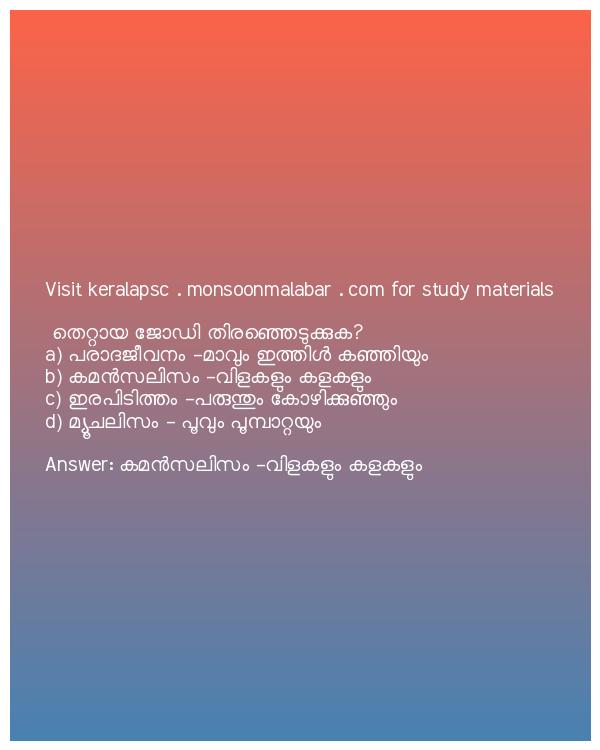 Visit keralapsc . monsoonmalabar . com for study materials
തെറ്റായ ജോഡി തിരഞ്ഞെടുക്കുക?
a) പരാദജീവനം -മാവും ഇത്തിൾ കഞ്ഞിയും
b) കമൻസലിസം -വിളകളും കളകളും
c) ഇരപിടിത്തം -പരുന്തും കോഴിക്കുഞ്ഞും
d) മ്യൂചലിസം - പൂവും പൂമ്പാറ്റയും
Answer: കമൻസലിസം -വിളകളും കളകളും